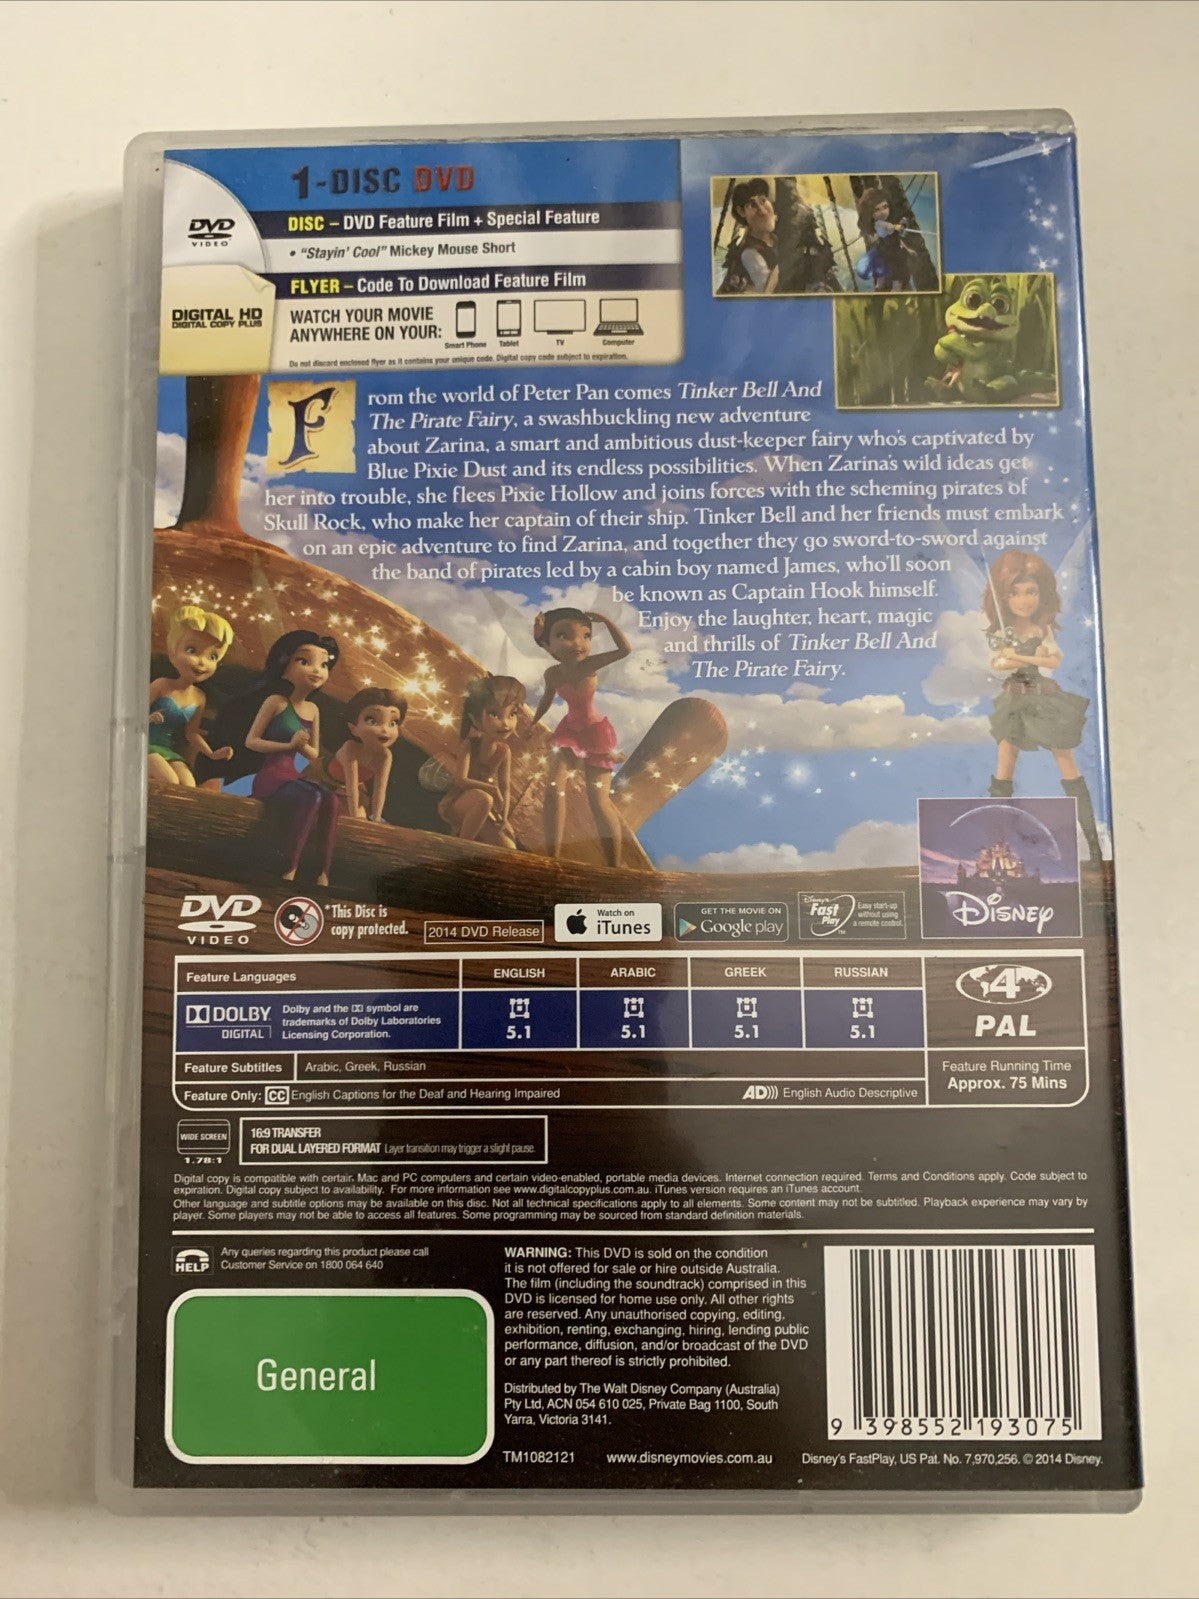 1-DISC DVD
DVD
VIDEO
DISC – DVD Feature Film + Special Feature
• "Stayin' Cool" Mickey Mouse Short
FLYER – Code To Download Feature Film
DIGITAL HD
DIGITAL COPY PLUS
WATCH YOUR MOVIE
ANYWHERE ON YOUR:
Smart Phone Tablet TV Computer
Do not discard enclosed flyer as it contains your unique code. Digital copy code subject to expiration.
From the world of Peter Pan comes Tinker Bell And
The Pirate Fairy, a swashbuckling new adventure
about Zarina, a smart and ambitious dust-keeper fairy who's captivated by
Blue Pixie Dust and its endless possibilities. When Zarina's wild ideas get
her into trouble, she flees Pixie Hollow and joins forces with the scheming pirates of
Skull Rock, who make her captain of their ship. Tinker Bell and her friends must embark
on an epic adventure to find Zarina, and together they go sword-to-sword against
the band of pirates led by a cabin boy named James, who'll soon
be known as Captain Hook himself.
Enjoy the laughter, heart, magic
and thrills of Tinker Bell And
The Pirate Fairy.
DVD
VIDEO
*This Disc is
copy protected.
2014 DVD Release
Watch on
iTunes
GET THE MOVIE ON
Google play
Disney's
Fast
Play
TM
Easy start-up
without using
a remote control.
Disney
Feature Languages ENGLISH ARABIC GREEK RUSSIAN
DOLBY
DIGITAL
Dolby and the DD symbol are
trademarks of Dolby Laboratories
Licensing Corporation.
5.1 5.1 5.1 5.1
4
PAL
Feature Subtitles Arabic, Greek, Russian
Feature Running Time
Approx. 75 Mins
Feature Only: CC English Captions for the Deaf and Hearing Impaired AD))) English Audio Descriptive
WIDE SCREEN
1.78:1
16:9 TRANSFER
FOR DUAL LAYERED FORMAT Layer transition may trigger a slight pause.
Digital copy is compatible with certain Mac and PC computers and certain video-enabled, portable media devices. Internet connection required. Terms and Conditions apply. Code subject to
expiration. Digital copy subject to availability. For more information see www.digitalcopyplus.com.au. iTunes version requires an iTunes account.
Other language and subtitle options may be available on this disc. Not all technical specifications apply to all elements. Some content may not be subtitled. Playback experience may vary by
player. Some players may not be able to access all features. Some programming may be sourced from standard definition materials.
HELP
Any queries regarding this product please call
Customer Service on 1800 064 640
General
WARNING: This DVD is sold on the condition
it is not offered for sale or hire outside Australia.
The film (including the soundtrack) comprised in this
DVD is licensed for home use only. All other rights
are reserved. Any unauthorised copying, editing,
exhibition, renting, exchanging, hiring, lending public
performance, diffusion, and/or broadcast of the DVD
or any part thereof is strictly prohibited.
Distributed by The Walt Disney Company (Australia)
Pty Ltd, ACN 054 610 025, Private Bag 1100, South
Yarra, Victoria 3141.
9 398552 193075
TM1082121 www.disneymovies.com.au Disney's FastPlay, US Pat. No. 7,970,256. © 2014 Disney.